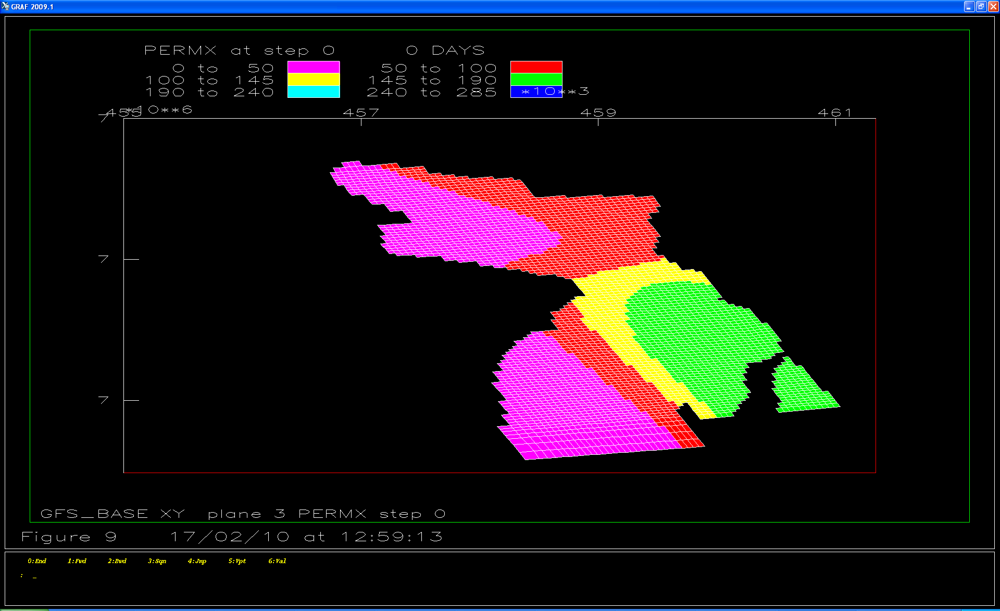 GRAF 2009.1
PERMX at step 0 0 DAYS
0 to 50 50 to 100
100 to 145 145 to 190
190 to 240 240 to 285 *10**3
*10**6
455 457 459 461
7
7
7
GFS_BASE XY plane 3 PERMX step 0
Figure 9 17/02/10 at 12:59:13
0:End 1:Fwd 2:Bwd 3:Sqn 4:Jmp 5:Vpt 6:Val
: _